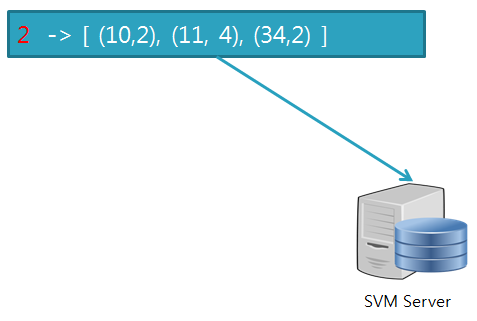 2 -> [ (10,2), (11, 4), (34,2) ]
SVM Server